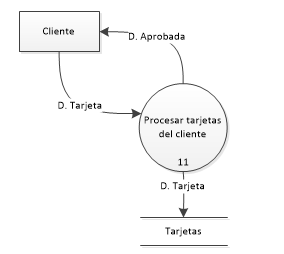 Cliente
D. Aprobada
D. Tarjeta
Procesar tarjetas
del cliente
11
D. Tarjeta
Tarjetas